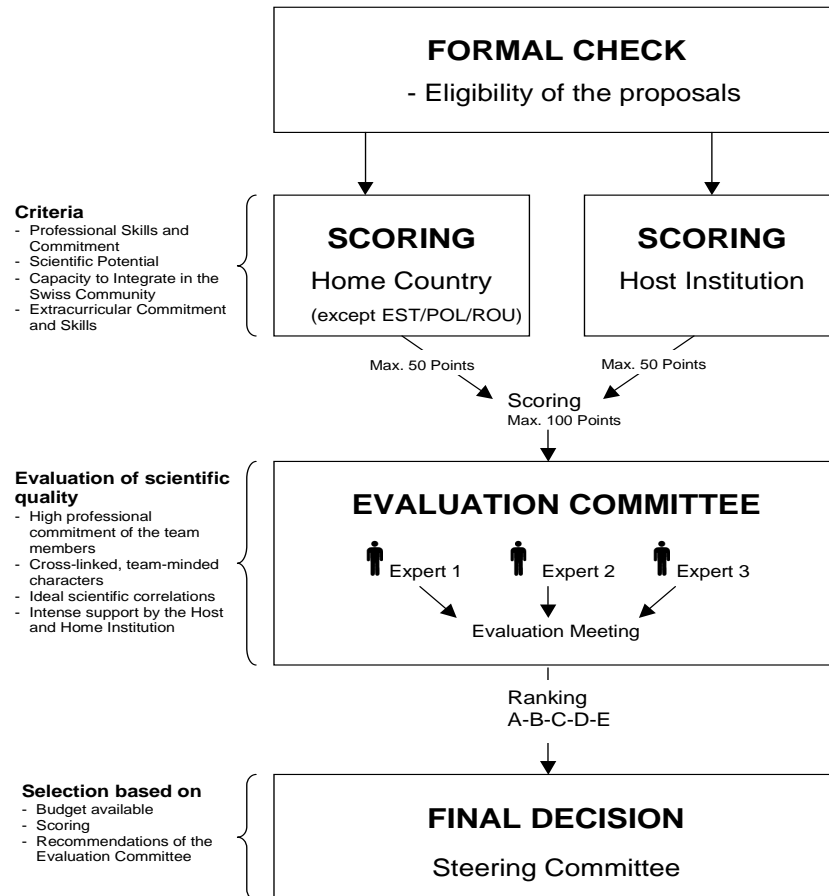 FORMAL CHECK
- Eligibility of the proposals
Criteria
- Professional Skills and
Commitment
- Scientific Potential
- Capacity to Integrate in the
Swiss Community
- Extracurricular Commitment
and Skills
SCORING
Home Country
(except EST/POL/ROU)
SCORING
Host Institution
Max. 50 Points
Max. 50 Points
Scoring
Max. 100 Points
Evaluation of scientific
quality
- High professional
commitment of the team
members
- Cross-linked, team-minded
characters
- Ideal scientific correlations
- Intense support by the Host
and Home Institution
EVALUATION COMMITTEE
Expert 1
Expert 2
Expert 3
Evaluation Meeting
Ranking
A-B-C-D-E
Selection based on
- Budget available
- Scoring
- Recommendations of the
Evaluation Committee
FINAL DECISION
Steering Committee